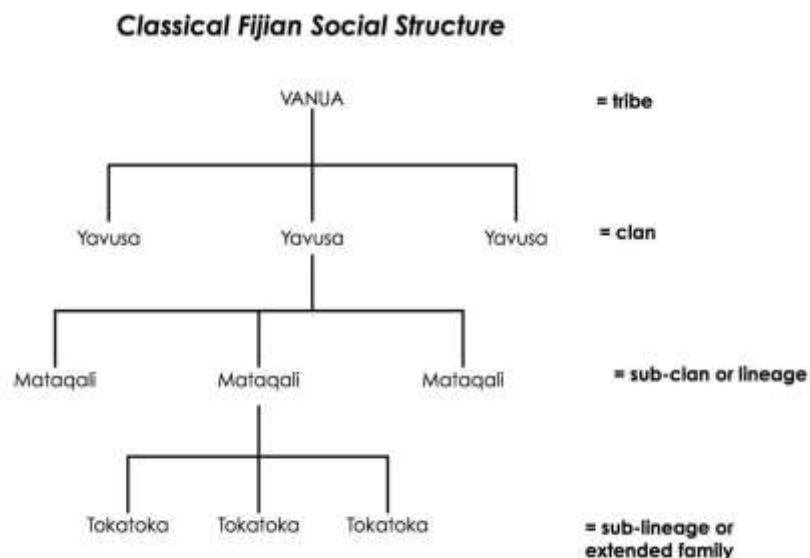 Classical Fijian Social Structure
VANUA = tribe
Yavusa Yavusa Yavusa = clan
Mataqali Mataqali Mataqali = sub-clan or lineage
Tokatoka Tokatoka Tokatoka = sub-lineage or
extended family